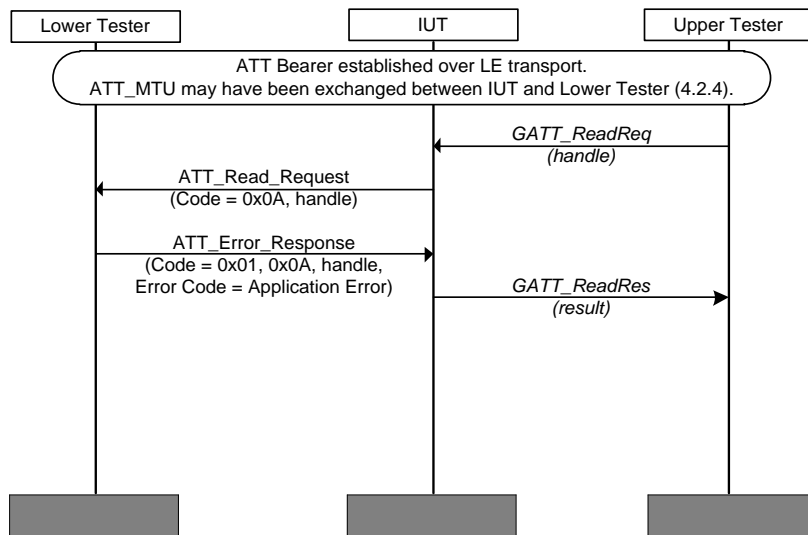 Lower Tester
IUT
Upper Tester
ATT Bearer established over LE transport.
ATT_MTU may have been exchanged between IUT and Lower Tester (4.2.4).
GATT_ReadReq
(handle)
ATT_Read_Request
(Code = 0x0A, handle)
ATT_Error_Response
(Code = 0x01, 0x0A, handle,
Error Code = Application Error)
GATT_ReadRes
(result)